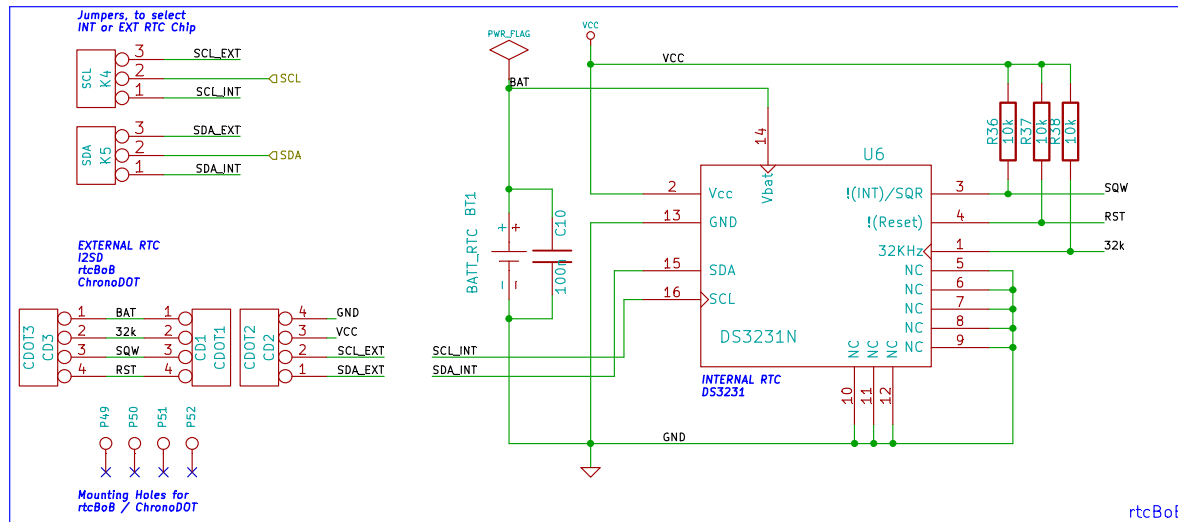 Jumpers, to select
INT or EXT RTC Chip
SCL
K4
3
2
1
SCL_EXT
SCL
SCL_INT
SDA
K5
3
2
1
SDA_EXT
SDA
SDA_INT
EXTERNAL RTC
I2SD
rtcBoB
ChronoDOT
CDOT3
CD3
1 BAT 1
2 32k 2
3 SQW 3
4 RST 4
CD1
CDOT1
CDOT2
CD2
4 GND
3 VCC
2 SCL_EXT
1 SDA_EXT
P49
P50
P51
P52
Mounting Holes for
rtcBoB / ChronoDOT
PWR_FLAG
BAT
VCC
VCC
BATT_RTC BT1
+ +
C10
100n
SCL_INT
SDA_INT
R36
10k
R37
10k
R38
10k
U6
14
Vbat
2 Vcc
13 GND
15 SDA
16 SCL
!(INT)/SQR 3 SQW
!(Reset) 4 RST
32KHz 1 32k
NC 5
NC 6
NC 7
NC 8
NC 9
DS3231N
NC
NC
NC
10
11
12
INTERNAL RTC
DS3231
GND